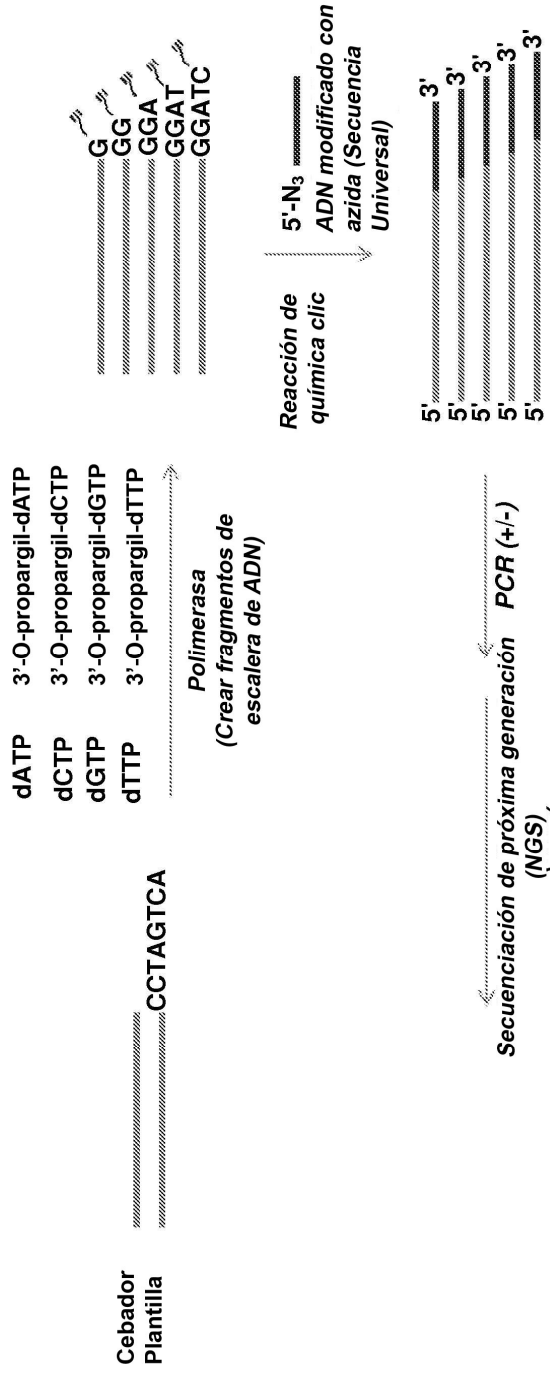 Cebador
Plantilla
CCTAGTCA
dATP 3'-O-propargil-dATP
dCTP 3'-O-propargil-dCTP
dGTP 3'-O-propargil-dGTP
dTTP 3'-O-propargil-dTTP
Polimerasa
(Crear fragmentos de
escalera de ADN)
G
GG
GGA
GGAT
GGATC
Reacción de
química clic
5'-N3
ADN modificado con
azida (Secuencia
Universal)
5' 3'
5' 3'
5' 3'
5' 3'
5' 3'
PCR (+/-)
Secuenciación de próxima generación
(NGS)